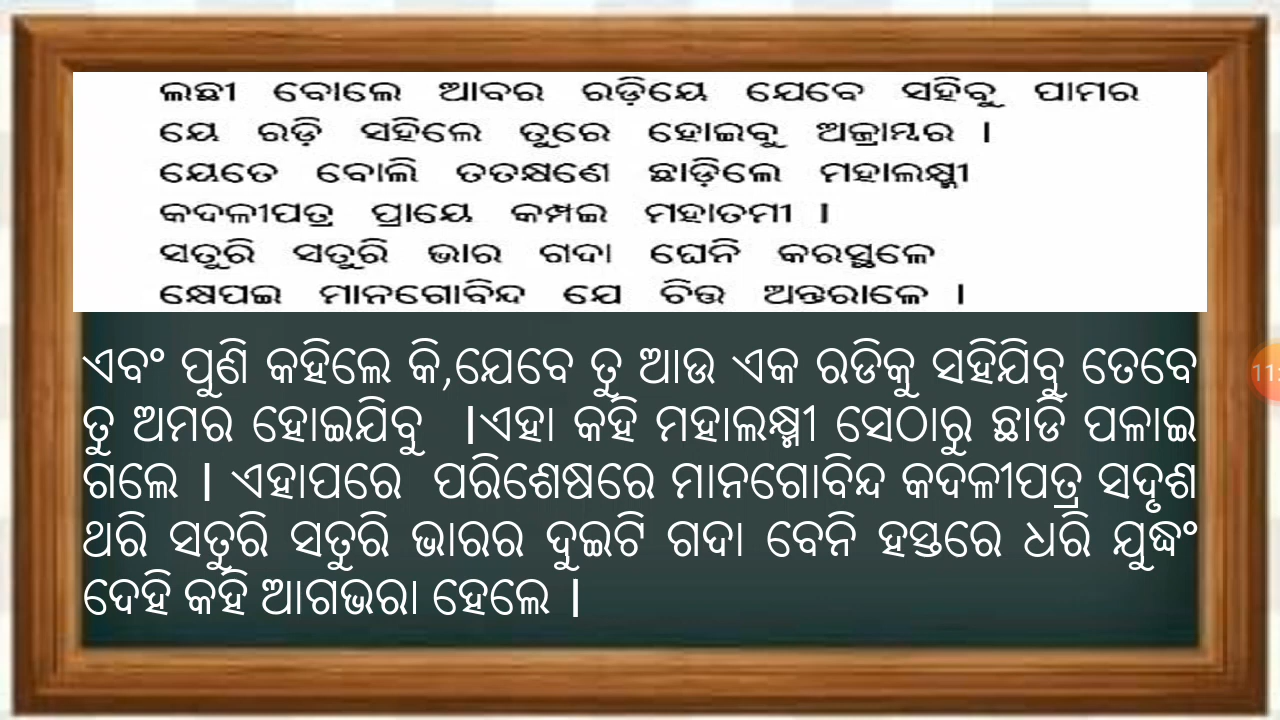 ଲଛୀ ବୋଲେ ଆବର ରଡ଼ିୟେ ଯେବେ ସହିବୁ ପାମର
ଯେ ରଡ଼ି ସହିଲେ ତୁରେ ହୋଇବୁ ଅଜ୍ରାମ୍ଭର ।
ୟେତେ ବୋଲି ତତକ୍ଷଣେ ଛାଡ଼ିଲେ ମହାଲକ୍ଷ୍ମୀ
କଦଳୀପତ୍ର ପ୍ରାୟେ କମ୍ପଇ ମହାତମୀ ।
ସତୁରି ସତୁରି ଭାର ଗଦା ଘେନି କରସ୍ଥଳେ
କ୍ଷେପଇ ମାନଗୋବିନ୍ଦ ଯେ ଚିତ୍ତ ଅନ୍ତରାଳେ ।
ଏବଂ ପୁଣି କହିଲେ କି,ଯେବେ ତୁ ଆଉ ଏକ ରଡିକୁ ସହିଯିବୁ ତେବେ
ତୁ ଅମର ହୋଇଯିବୁ ।ଏହା କହି ମହାଲକ୍ଷ୍ମୀ ସେଠାରୁ ଛାଡି ପଳାଇ
ଗଲେ । ଏହାପରେ ପରିଶେଷରେ ମାନଗୋବିନ୍ଦ କଦଳୀପତ୍ର ସଦୃଶ
ଥରି ସତୁରି ସତୁରି ଭାରର ଦୁଇଟି ଗଦା ବେନି ହସ୍ତରେ ଧରି ଯୁଦ୍ଧଂ
ଦେହି କହି ଆଗଭରା ହେଲେ ।